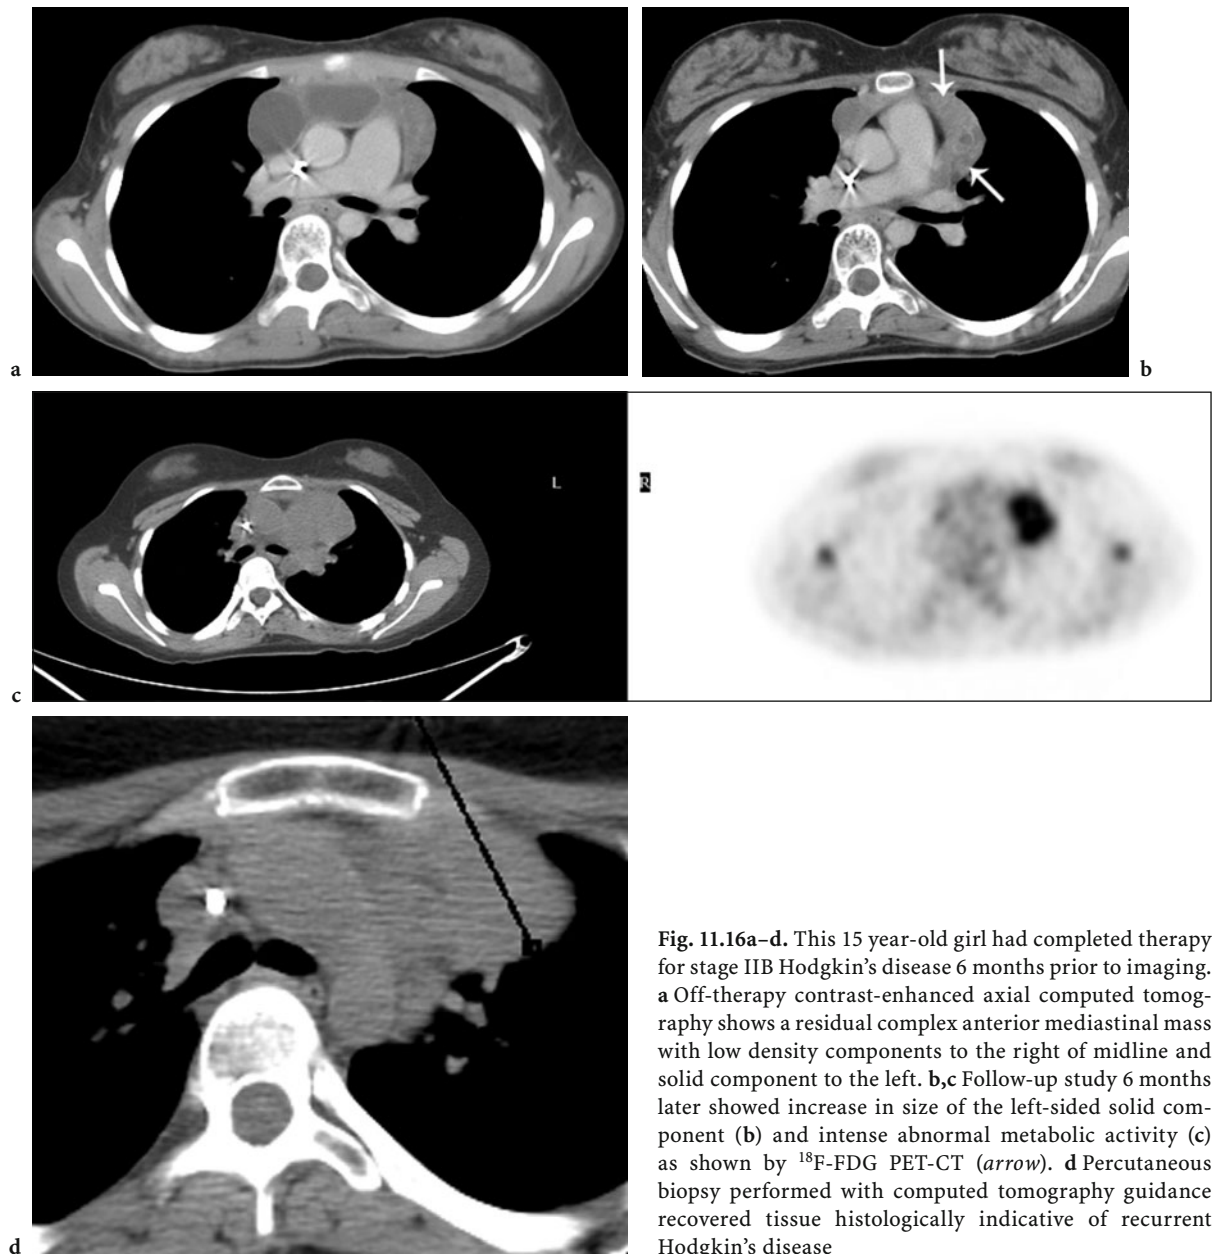 a
b
L
R
c
d
Fig. 11.16a–d. This 15 year-old girl had completed therapy
for stage IIB Hodgkin's disease 6 months prior to imaging.
a Off-therapy contrast-enhanced axial computed tomog-
raphy shows a residual complex anterior mediastinal mass
with low density components to the right of midline and
solid component to the left. b,c Follow-up study 6 months
later showed increase in size of the left-sided solid com-
ponent (b) and intense abnormal metabolic activity (c)
as shown by 18F-FDG PET-CT (arrow). d Percutaneous
biopsy performed with computed tomography guidance
recovered tissue histologically indicative of recurrent
Hodgkin's disease